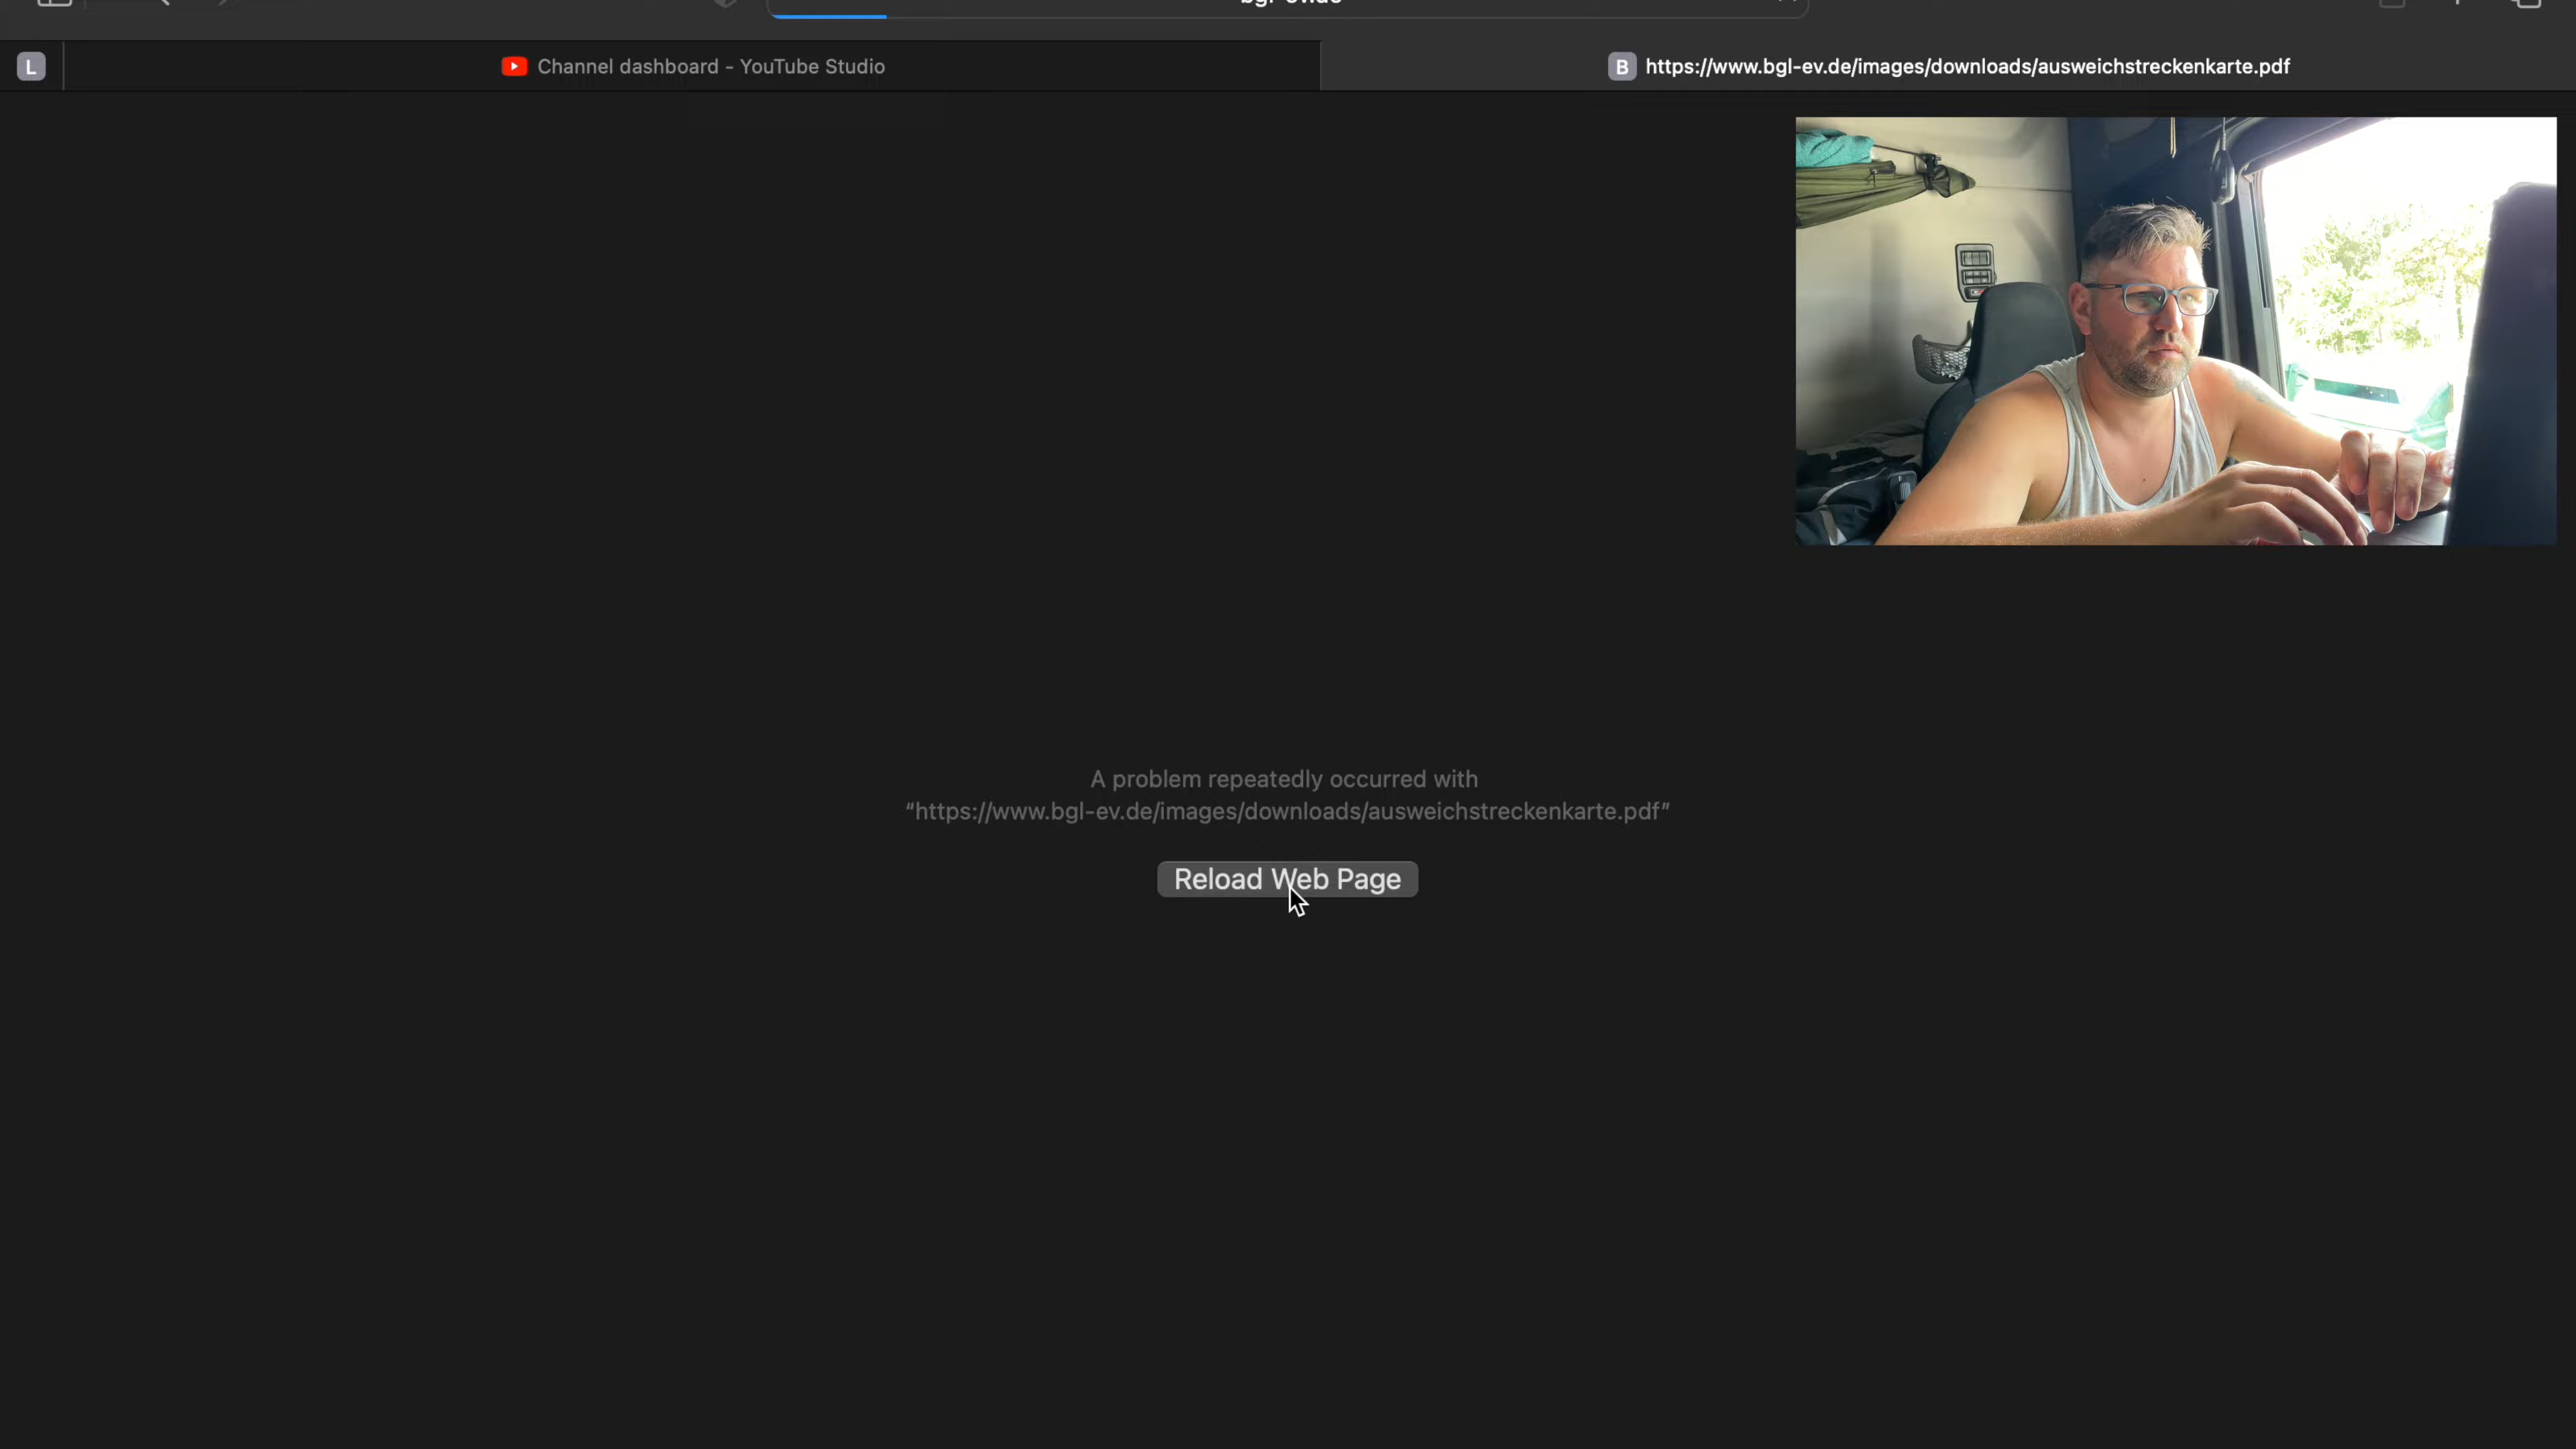 L
Channel dashboard - YouTube Studio
B https://www.bgl-ev.de/images/downloads/ausweichstreckenkarte.pdf
A problem repeatedly occurred with
“https://www.bgl-ev.de/images/downloads/ausweichstreckenkarte.pdf”
Reload Web Page